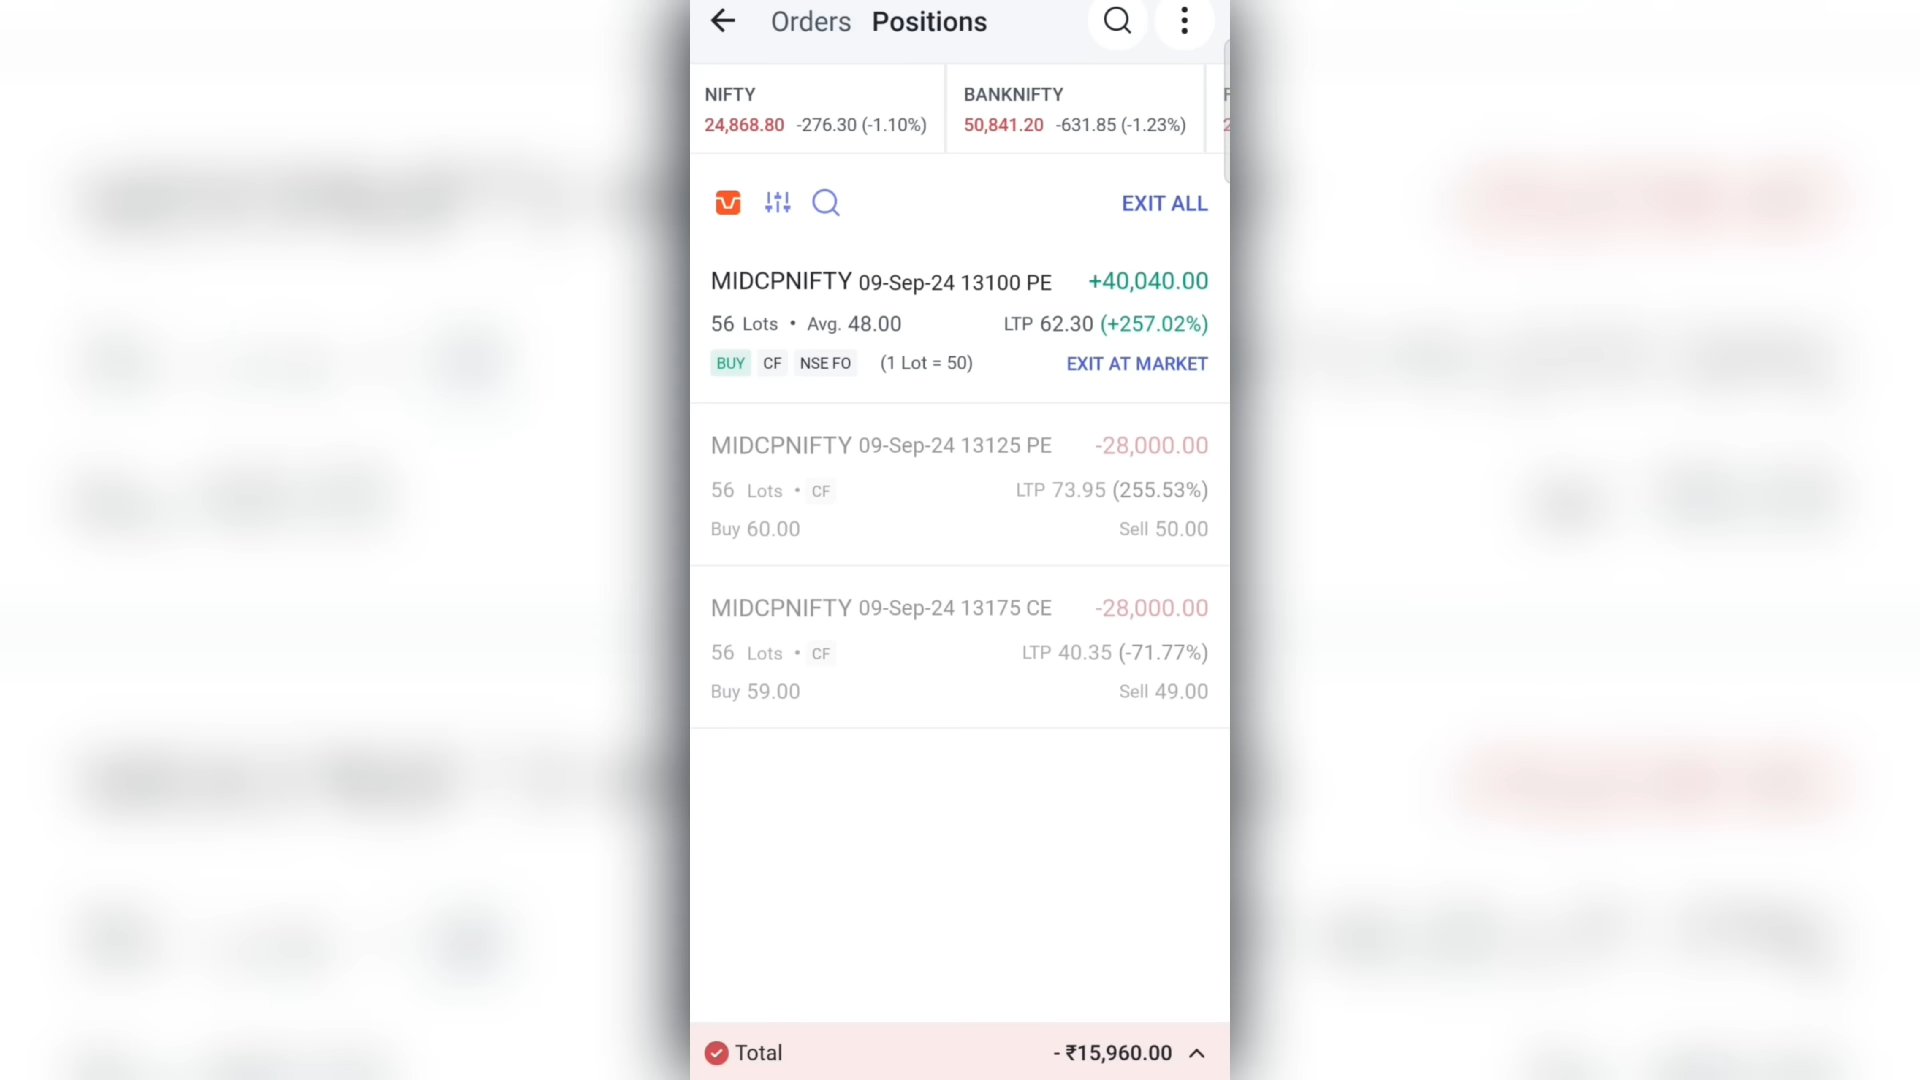 Orders Positions
NIFTY
24,868.80 -276.30 (-1.10%)
BANKNIFTY
50,841.20 -631.85 (-1.23%)
EXIT ALL
MIDCPNIFTY 09-Sep-24 13100 PE +40,040.00
56 Lots • Avg. 48.00 LTP 62.30 (+257.02%)
BUY CF NSE FO (1 Lot = 50) EXIT AT MARKET
MIDCPNIFTY 09-Sep-24 13125 PE -28,000.00
56 Lots • CF LTP 73.95 (255.53%)
Buy 60.00 Sell 50.00
MIDCPNIFTY 09-Sep-24 13175 CE -28,000.00
56 Lots • CF LTP 40.35 (-71.77%)
Buy 59.00 Sell 49.00
Total - ₹15,960.00